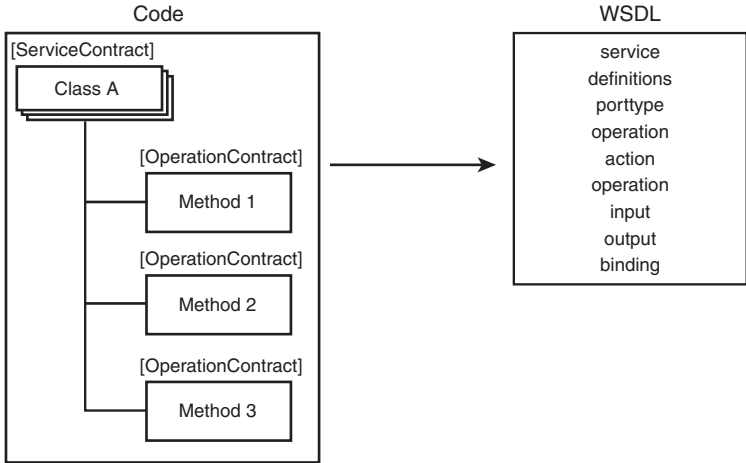 Code
[ServiceContract]
Class A
[OperationContract]
Method 1
[OperationContract]
Method 2
[OperationContract]
Method 3
WSDL
service
definitions
porttype
operation
action
operation
input
output
binding